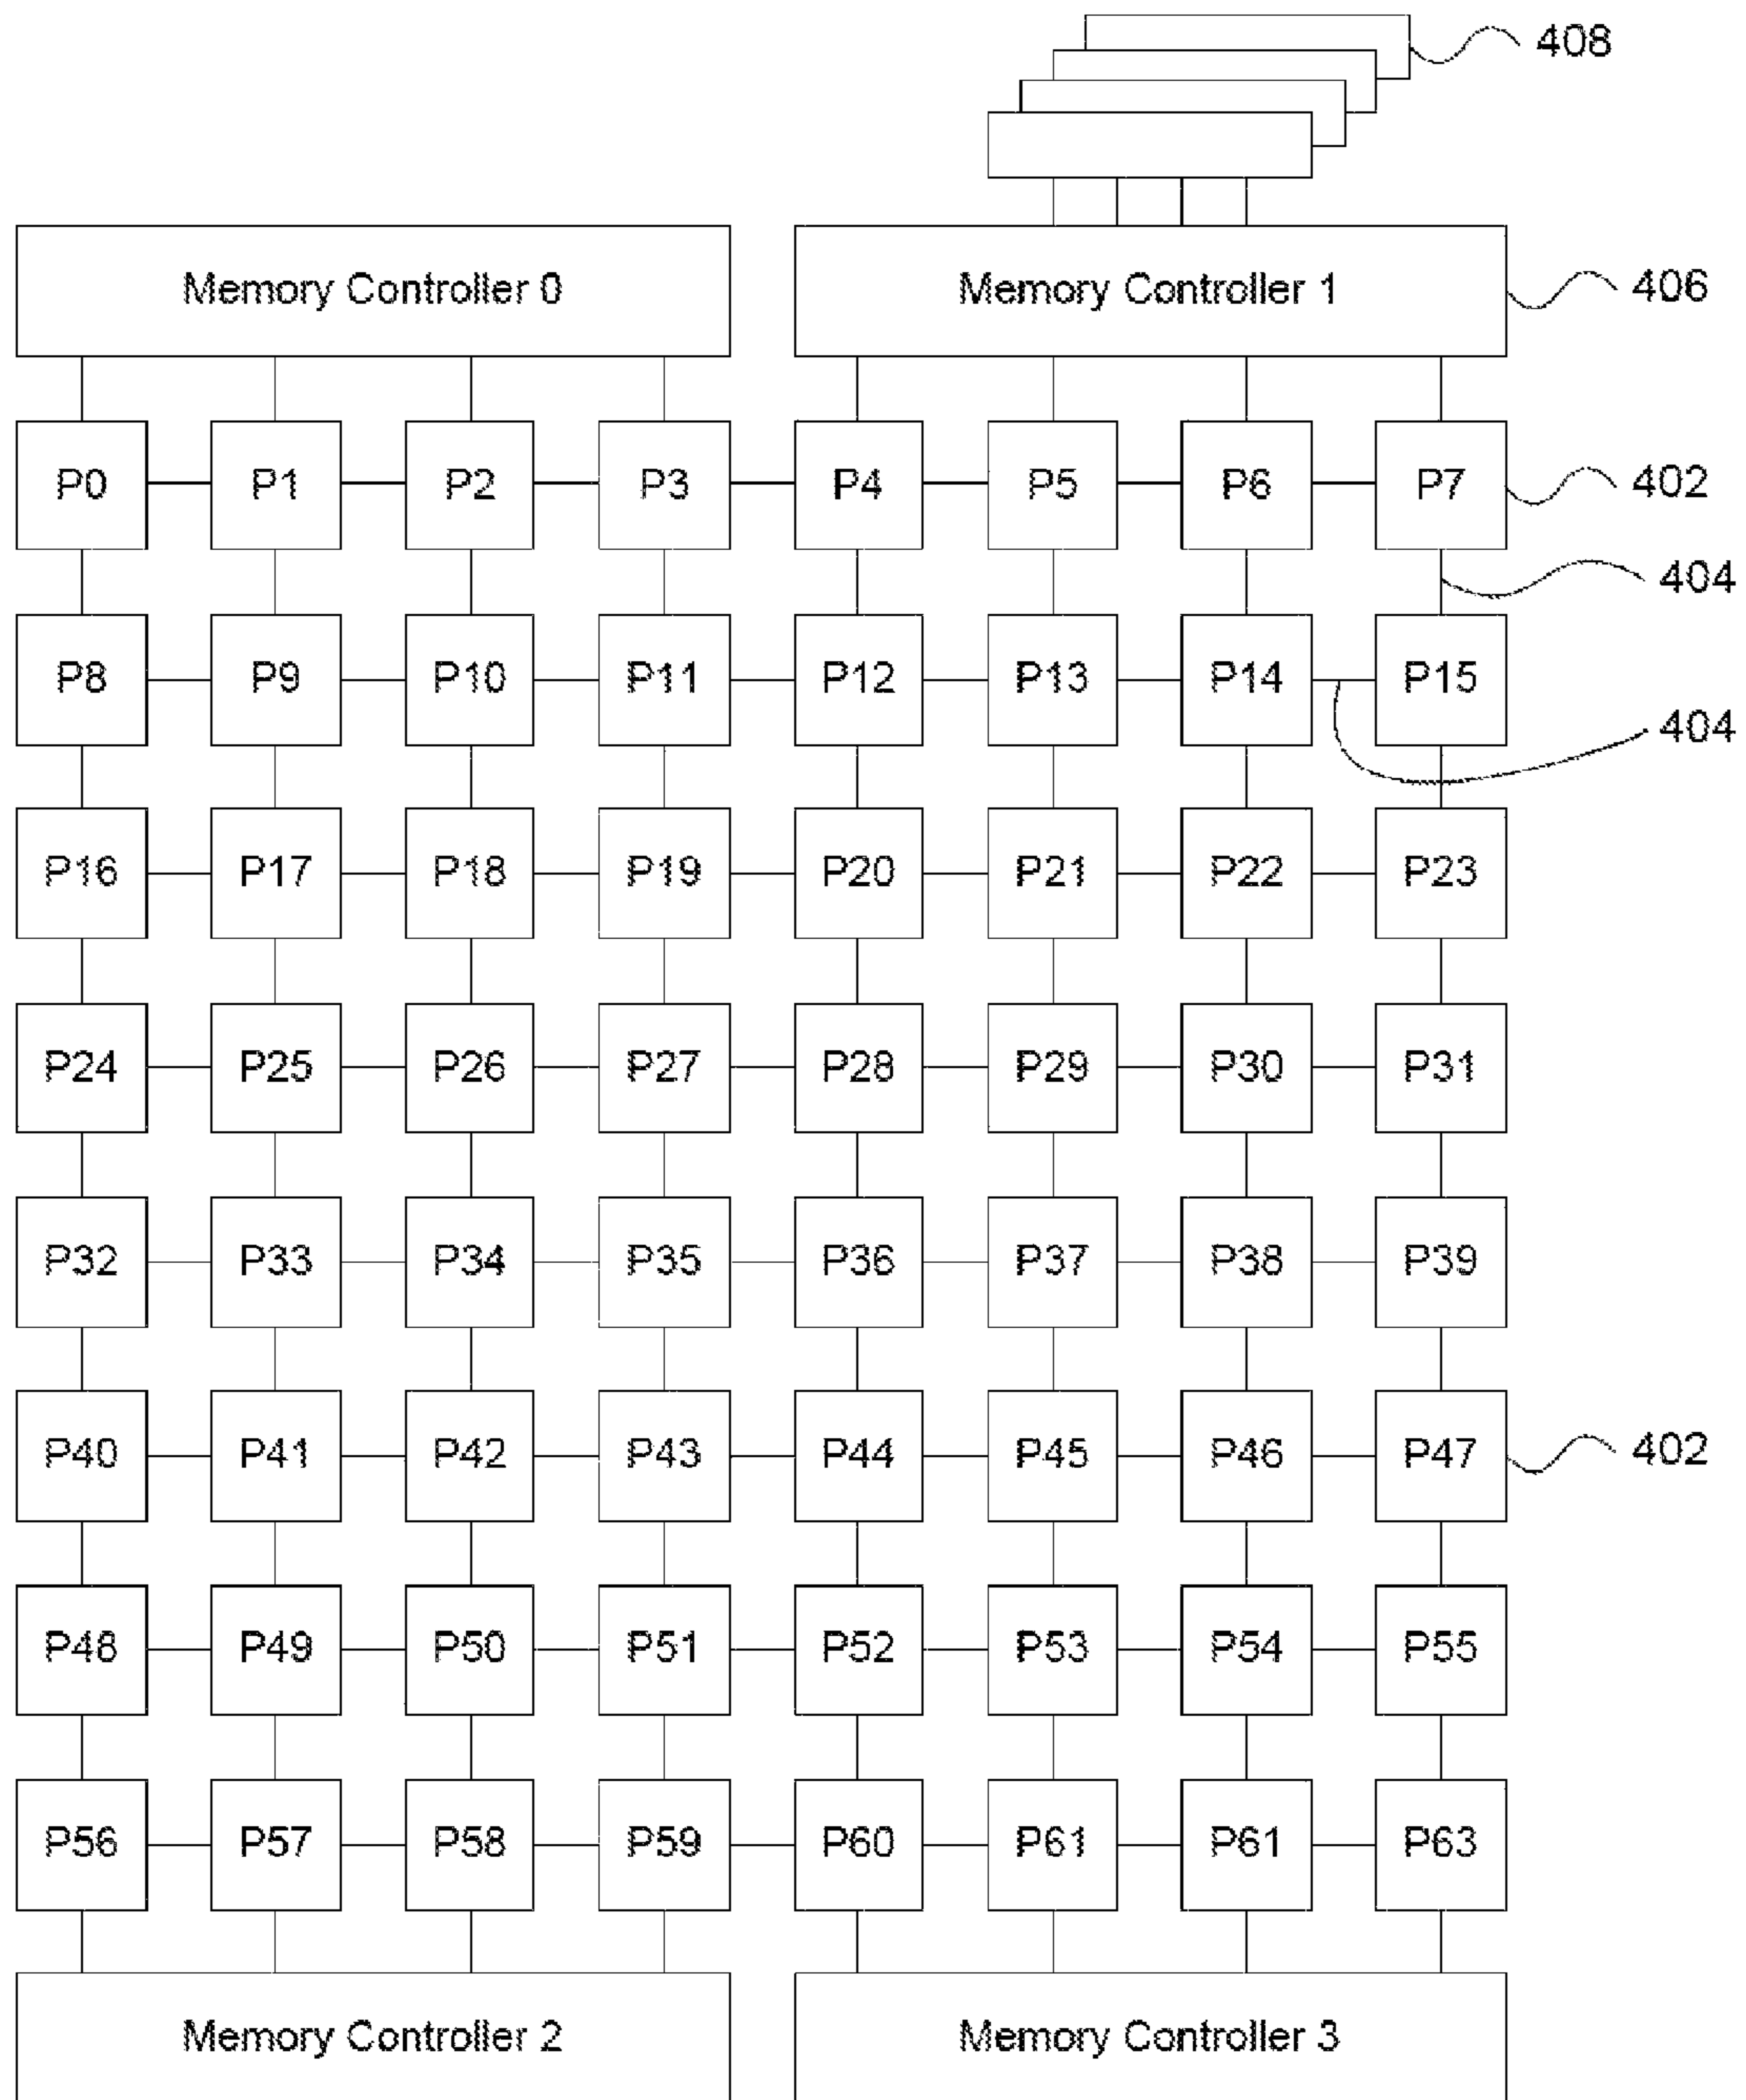 408
Memory Controller 0 Memory Controller 1 406
P0 P1 P2 P3 P4 P5 P6 P7 402
404
P8 P9 P10 P11 P12 P13 P14 P15
404
P16 P17 P18 P19 P20 P21 P22 P23
P24 P25 P26 P27 P28 P29 P30 P31
P32 P33 P34 P35 P36 P37 P38 P39
P40 P41 P42 P43 P44 P45 P46 P47 402
P48 P49 P50 P51 P52 P53 P54 P55
P56 P57 P58 P59 P60 P61 P61 P63
Memory Controller 2 Memory Controller 3